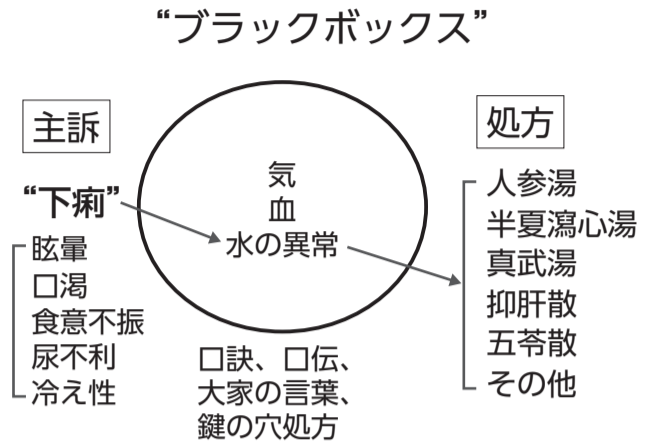 “ブラックボックス”
主訴
“下痢”
眩暈
口渇
食意不振
尿不利
冷え性
気
血
水の異常
口訣、口伝、
大家の言葉、
鍵の穴処方
処方
人参湯
半夏瀉心湯
真武湯
抑肝散
五苓散
その他